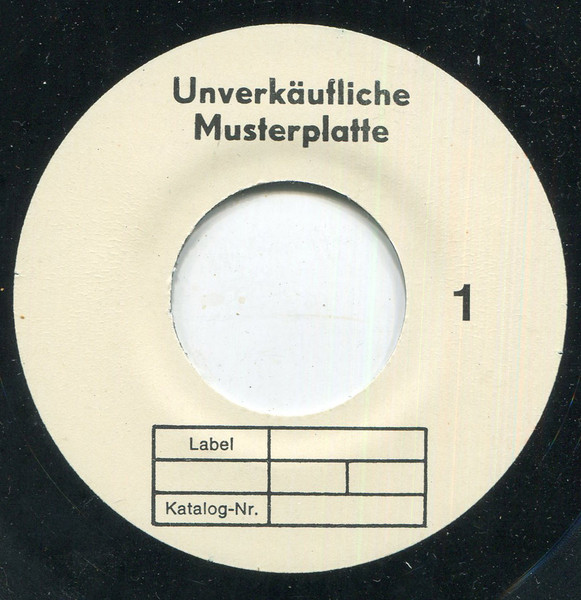 Unverkäufliche
Musterplatte
1
Label
Katalog-Nr.